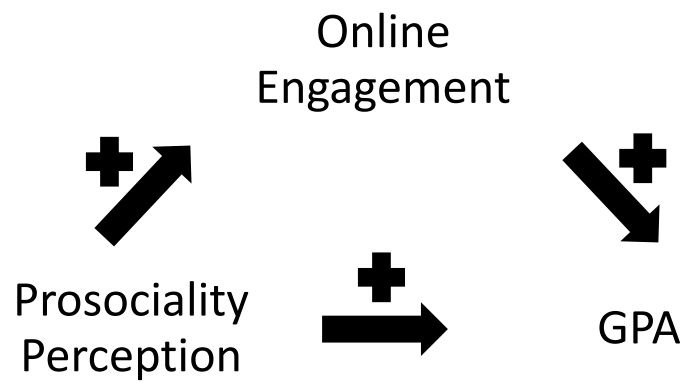 Online
Engagement
Prosociality
Perception
GPA